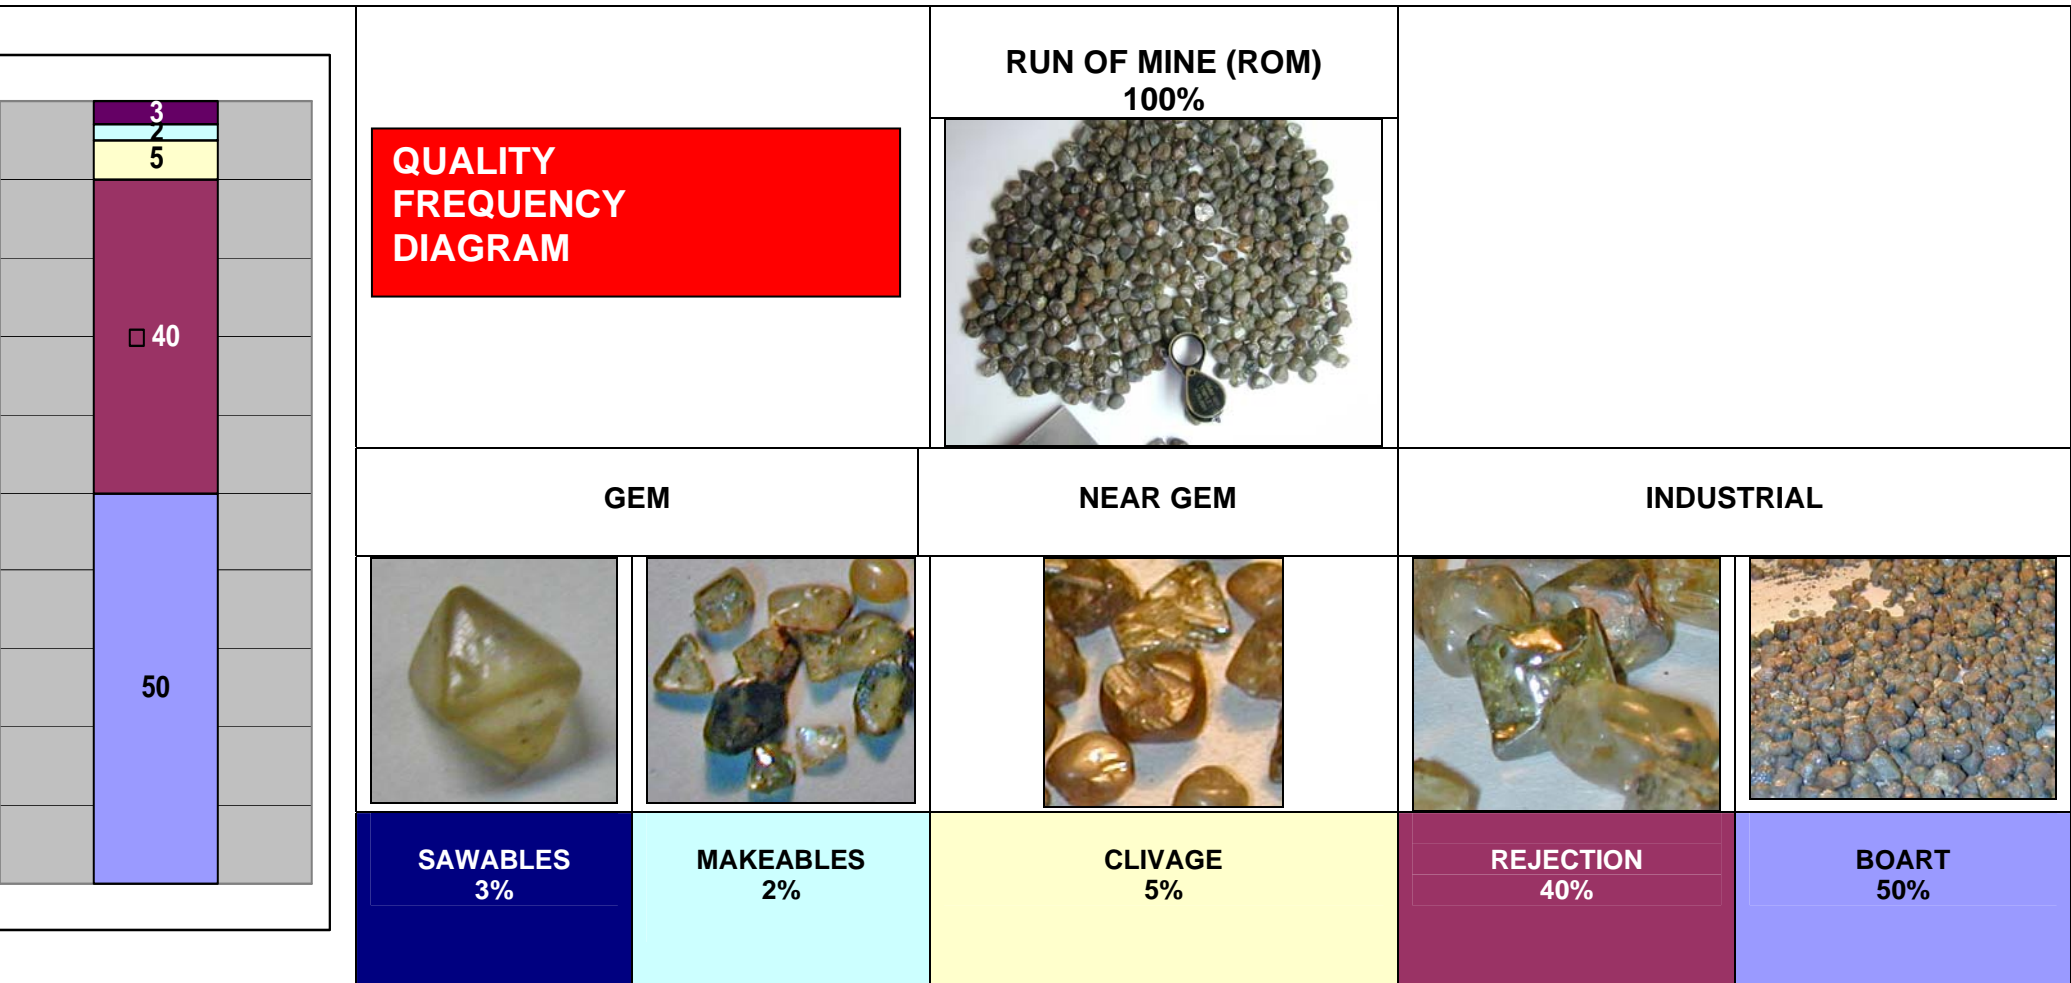 3
2
5
□ 40
50
QUALITY
FREQUENCY
DIAGRAM
RUN OF MINE (ROM)
100%
GEM
NEAR GEM
INDUSTRIAL
SAWABLES
3%
MAKEABLES
2%
CLIVAGE
5%
REJECTION
40%
BOART
50%